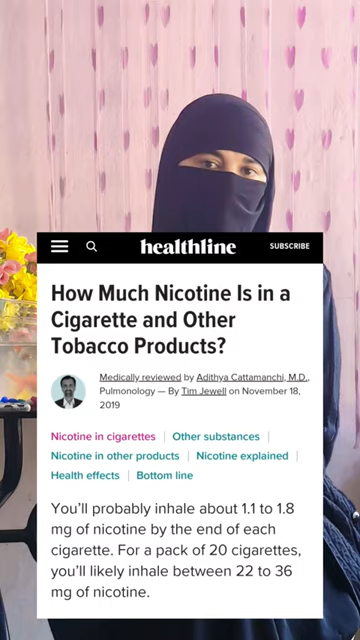 healthline
SUBSCRIBE
How Much Nicotine Is in a
Cigarette and Other
Tobacco Products?
Medically reviewed by Adithya Cattamanchi, M.D.,
Pulmonology — By Tim Jewell on November 18,
2019
Nicotine in cigarettes | Other substances |
Nicotine in other products | Nicotine explained |
Health effects | Bottom line
You'll probably inhale about 1.1 to 1.8
mg of nicotine by the end of each
cigarette. For a pack of 20 cigarettes,
you'll likely inhale between 22 to 36
mg of nicotine.